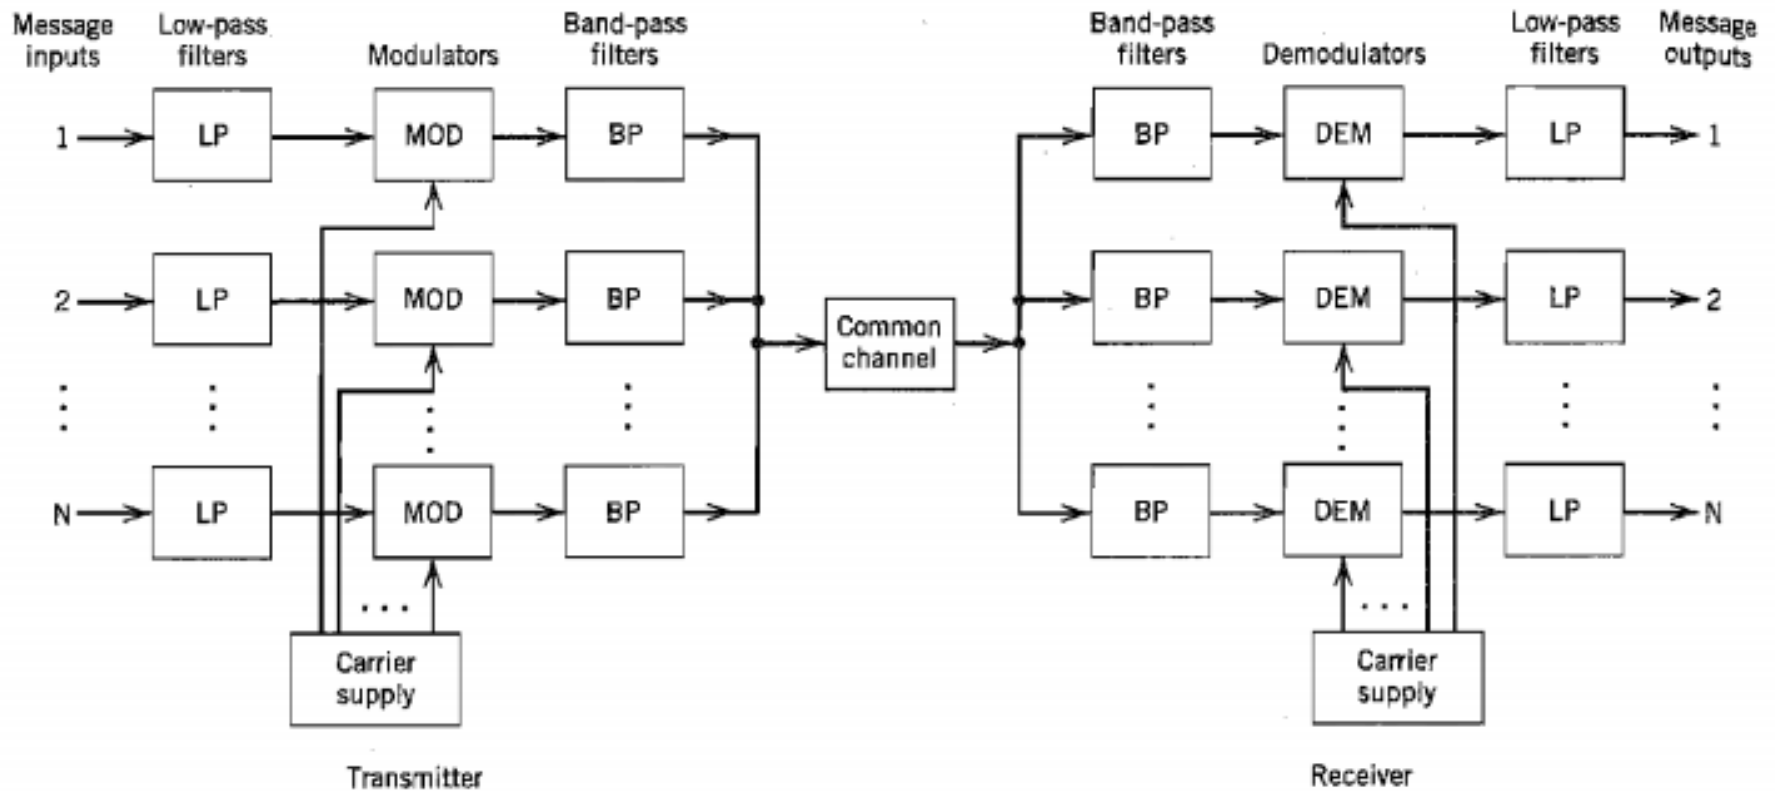 Message
inputs
Low-pass
filters
Modulators
Band-pass
filters
Band-pass
filters
Demodulators
Low-pass
filters
Message
outputs
1
LP
MOD
BP
BP
DEM
LP
1
2
LP
MOD
BP
Common
channel
BP
DEM
LP
2
N
LP
MOD
BP
BP
DEM
LP
N
Carrier
supply
Carrier
supply
Transmitter
Receiver